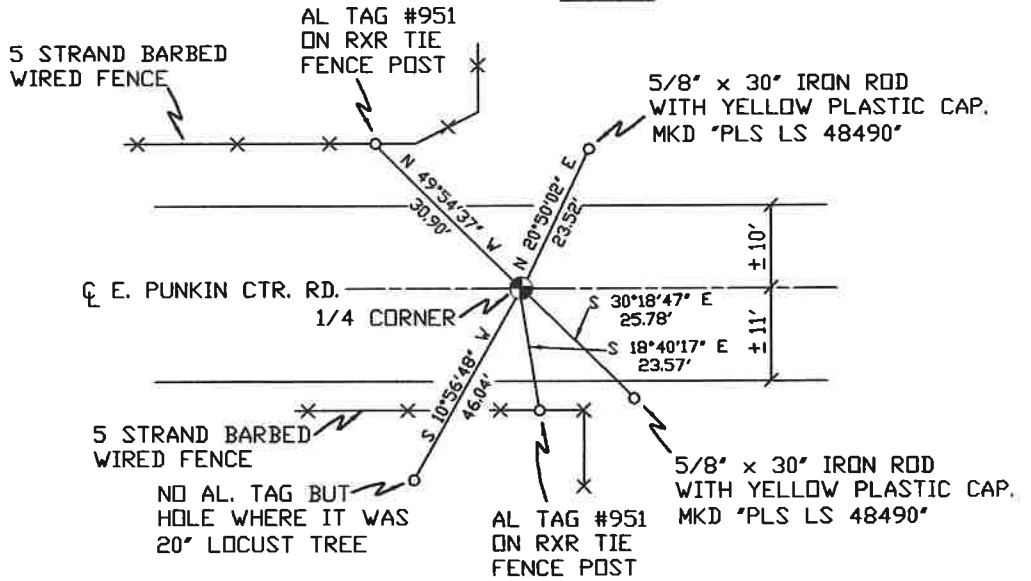 AL TAG #951
ON RXR TIE
FENCE POST
5 STRAND BARBED
WIRED FENCE
5/8" x 30" IRON ROD
WITH YELLOW PLASTIC CAP.
MKD "PLS LS 48490"
N 49°54'37" W
30.90'
N 20°50'02" E
23.52'
±10'
℄ E. PUNKIN CTR. RD.
1/4 CORNER
S 30°18'47" E
25.78'
±11'
S 18°40'17" E
23.57'
S 10°56'48" W
46.04'
5 STRAND BARBED
WIRED FENCE
NO AL. TAG BUT
HOLE WHERE IT WAS
20" LOCUST TREE
AL TAG #951
ON RXR TIE
FENCE POST
5/8" x 30" IRON ROD
WITH YELLOW PLASTIC CAP.
MKD "PLS LS 48490"